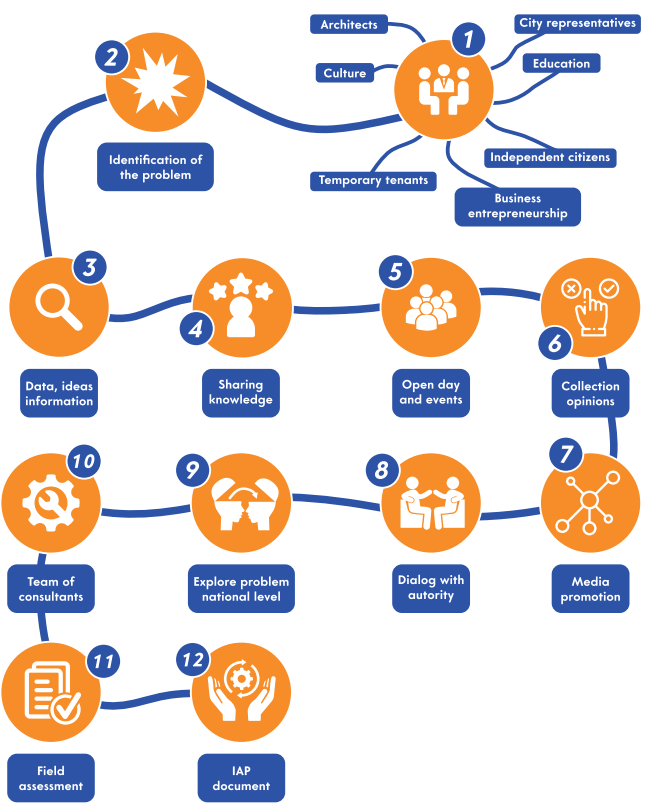 1
Architects
City representatives
Culture
Education
Independent citizens
Temporary tenants
Business
entrepreneurship
2
Identification of
the problem
3
Data, ideas
information
4
Sharing
knowledge
5
Open day
and events
6
Collection
opinions
7
Media
promotion
8
Dialog with
autority
9
Explore problem
national level
10
Team of
consultants
11
Field
assessment
12
IAP
document